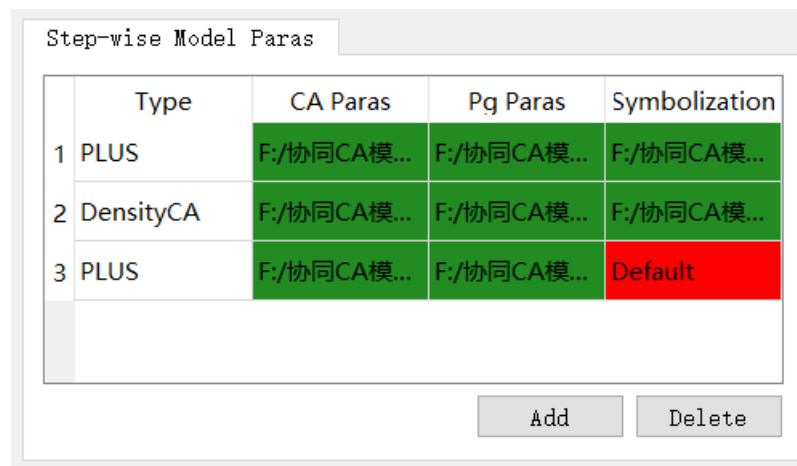 Step-wise Model Paras
Type CA Paras Pg Paras Symbolization
1 PLUS F:/协同CA模... F:/协同CA模... F:/协同CA模...
2 DensityCA F:/协同CA模... F:/协同CA模... F:/协同CA模...
3 PLUS F:/协同CA模... F:/协同CA模... Default
Add Delete